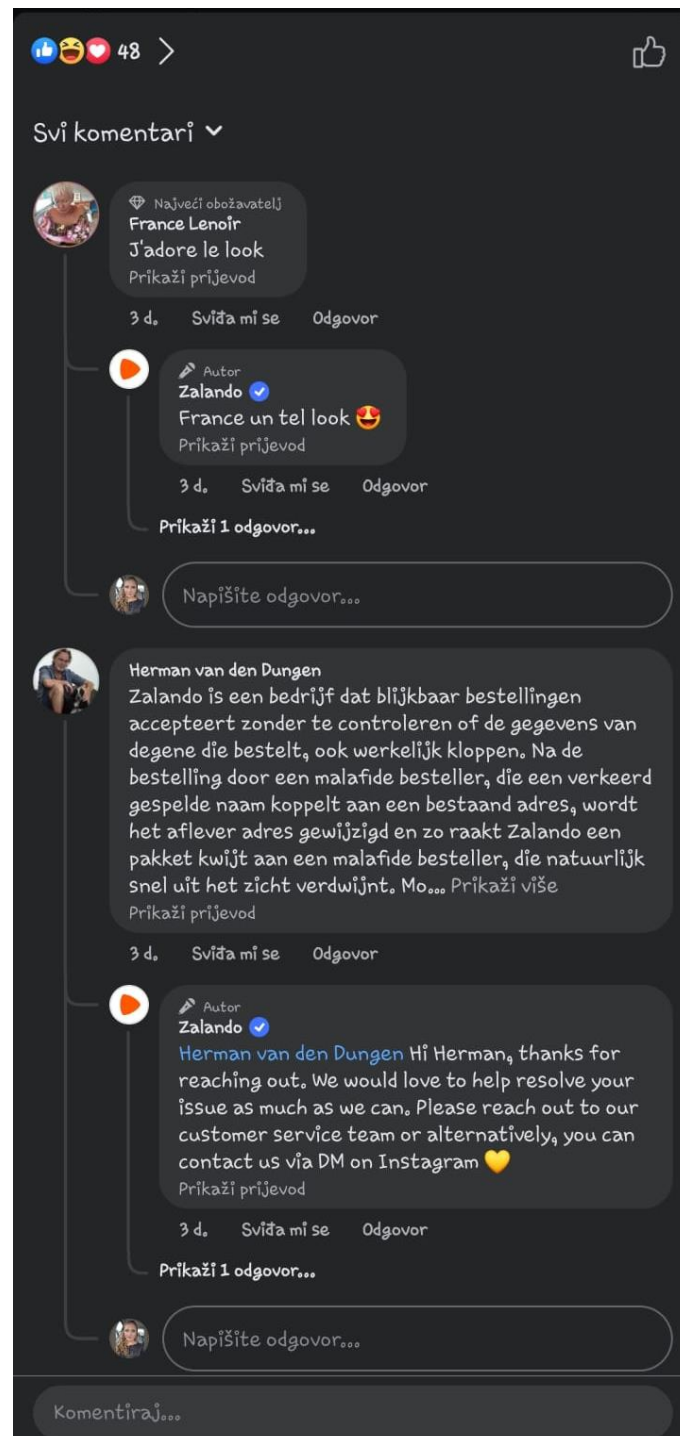 48
Svi komentari
Najveći obožavatelj
France Lenoir
J'adore le look
Prikaži prijevod
3 d. Sviđa mi se Odgovor
Autor
Zalando
France un tel look 😍
Prikaži prijevod
3 d. Sviđa mi se Odgovor
Prikaži 1 odgovor...
Napišite odgovor...
Herman van den Dungen
Zalando is een bedrijf dat blijkbaar bestellingen
accepteert zonder te controleren of de gegevens van
degene die bestelt, ook werkelijk kloppen. Na de
bestelling door een malafide besteller, die een verkeerd
gespelde naam koppelt aan een bestaand adres, wordt
het aflever adres gewijzigd en zo raakt Zalando een
pakket kwijt aan een malafide besteller, die natuurlijk
snel uit het zicht verdwijnt. Mo... Prikaži više
Prikaži prijevod
3 d. Sviđa mi se Odgovor
Autor
Zalando
Herman van den Dungen Hi Herman, thanks for
reaching out. We would love to help resolve your
issue as much as we can. Please reach out to our
customer service team or alternatively, you can
contact us via DM on Instagram 💛
Prikaži prijevod
3 d. Sviđa mi se Odgovor
Prikaži 1 odgovor...
Napišite odgovor...
Komentiraj...